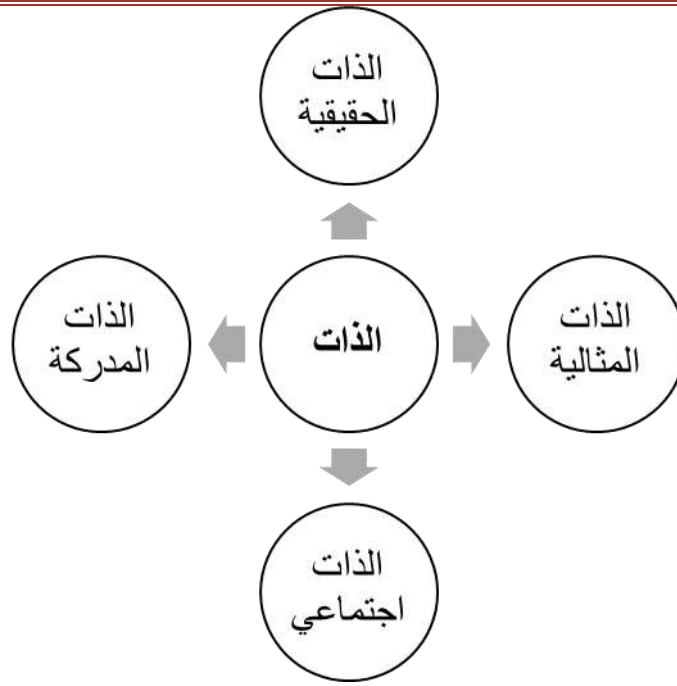 الذات
الحقيقية
الذات
المثالية
الذات
الذات
المدركة
الذات
اجتماعي